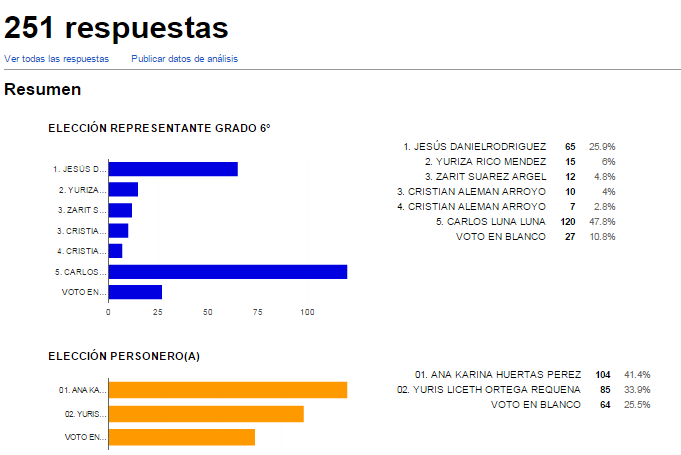 251 respuestas
Ver todas las respuestas Publicar datos de análisis
Resumen
ELECCIÓN REPRESENTANTE GRADO 6°
1. JESÚS D...
2. YURIZA...
3. ZARIT S...
3. CRISTIA...
4. CRISTIA...
5. CARLOS...
VOTO EN...
0 25 50 75 100
1. JESÚS DANIELRODRIGUEZ 65 25.9%
2. YURIZA RICO MENDEZ 15 6%
3. ZARIT SUAREZ ARGEL 12 4.8%
3. CRISTIAN ALEMAN ARROYO 10 4%
4. CRISTIAN ALEMAN ARROYO 7 2.8%
5. CARLOS LUNA LUNA 120 47.8%
VOTO EN BLANCO 27 10.8%
ELECCIÓN PERSONERO(A)
01. ANA KA...
02. YURIS...
VOTO EN...
01. ANA KARINA HUERTAS PEREZ 104 41.4%
02. YURIS LICETH ORTEGA REQUENA 85 33.9%
VOTO EN BLANCO 64 25.5%